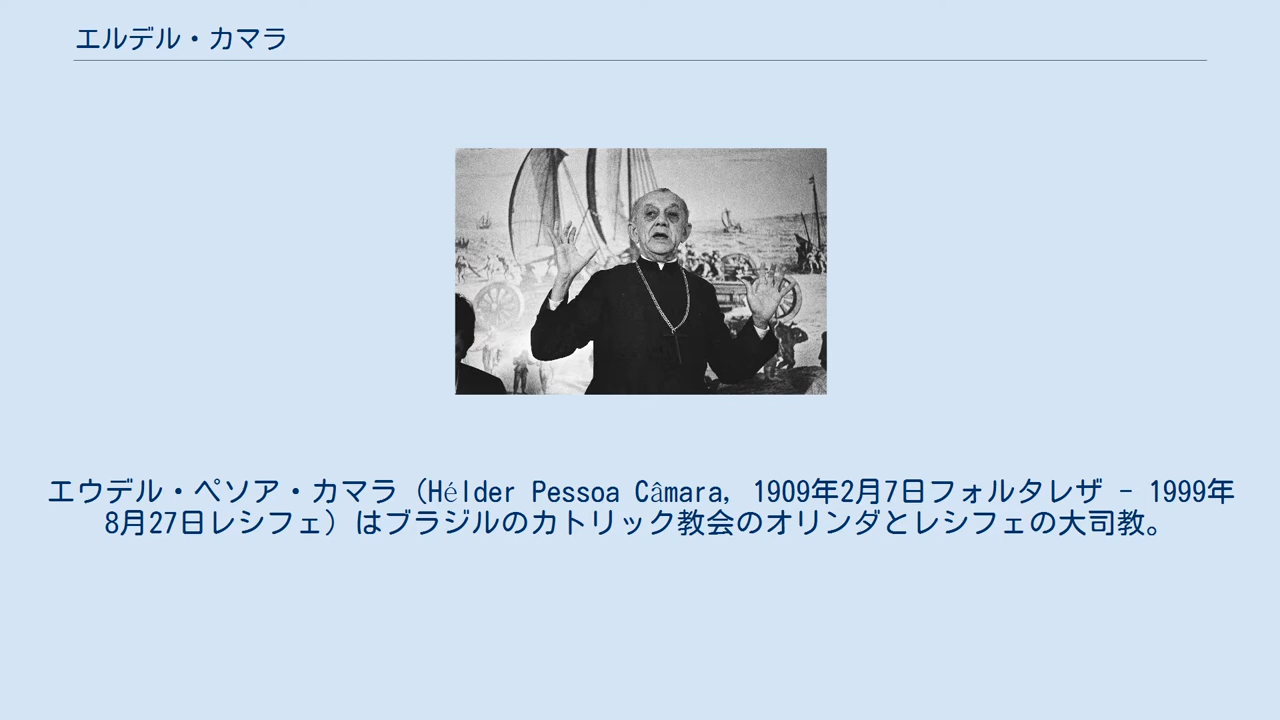 エルデル・カマラ
エウデル・ペソア・カマラ（Hélder Pessoa Câmara, 1909年2月7日フォルタレザ - 1999年
8月27日レシフェ）はブラジルのカトリック教会のオリンダとレシフェの大司教。